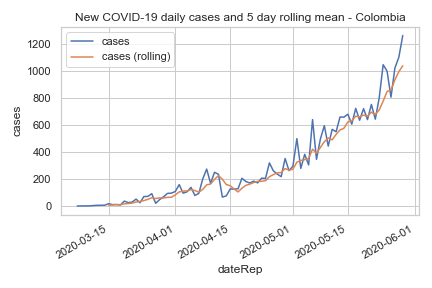 New COVID-19 daily cases and 5 day rolling mean - Colombia
cases
cases (rolling)
1200
1000
800
600
400
200
0
cases
2020-03-15
2020-04-01
2020-04-15
2020-05-01
2020-05-15
2020-06-01
dateRep